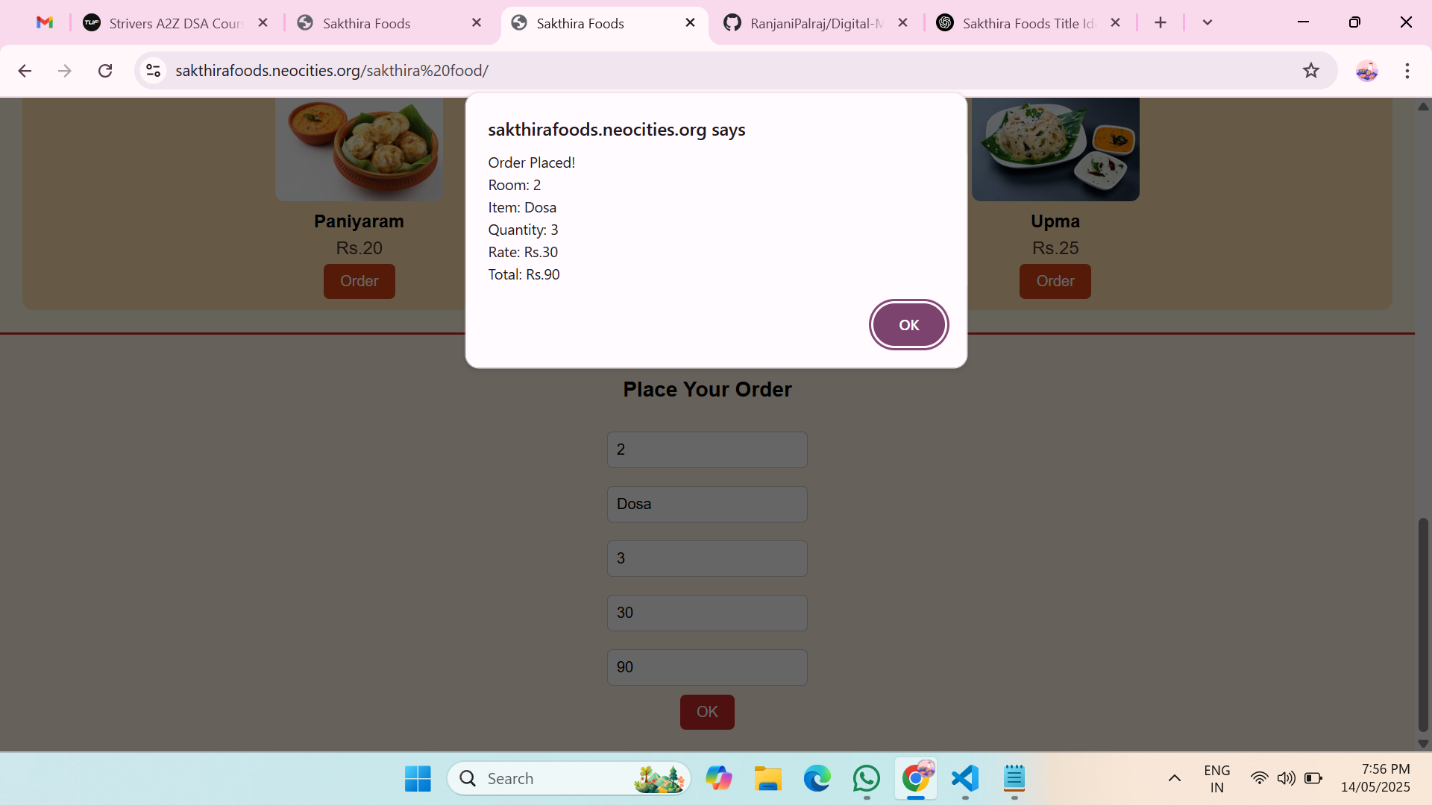 Strivers A2Z DSA Cour
Sakthira Foods
Sakthira Foods
RanjaniPalraj/Digital-M
Sakthira Foods Title Id
sakthirafoods.neocities.org/sakthira%20food/
sakthirafoods.neocities.org says
Order Placed!
Room: 2
Item: Dosa
Quantity: 3
Rate: Rs.30
Total: Rs.90
OK
Paniyaram
Rs.20
Order
Upma
Rs.25
Order
Place Your Order
2
Dosa
3
30
90
OK
Search
ENG
IN
7:56 PM
14/05/2025